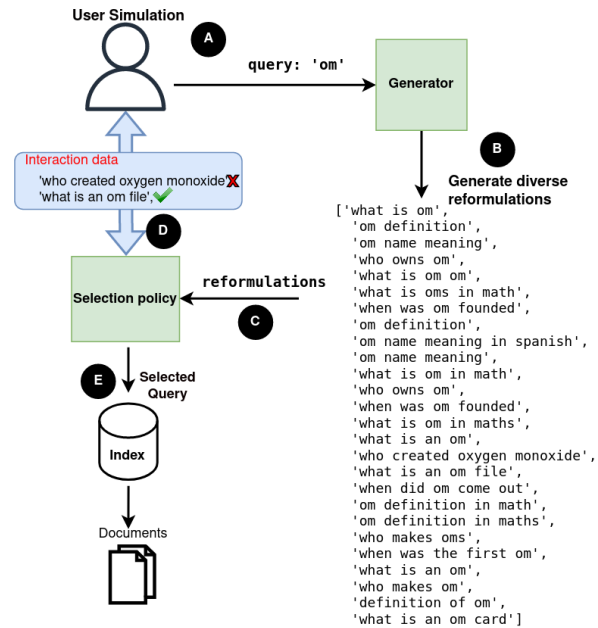 User Simulation
A
query: 'om'
Generator
B
Generate diverse
reformulations
Interaction data
'who created oxygen monoxide'
'what is an om file',
D
Selection policy
reformulations
C
E
Selected
Query
Index
Documents
['what is om',
'om definition',
'om name meaning',
'who owns om',
'what is om om',
'what is oms in math',
'when was om founded',
'om definition',
'om name meaning in spanish',
'om name meaning',
'what is om in math',
'who owns om',
'when was om founded',
'what is om in maths',
'what is an om',
'who created oxygen monoxide',
'what is an om file',
'when did om come out',
'om definition in math',
'om definition in maths',
'who makes oms',
'when was the first om',
'what is an om',
'who makes om',
'definition of om',
'what is an om card']